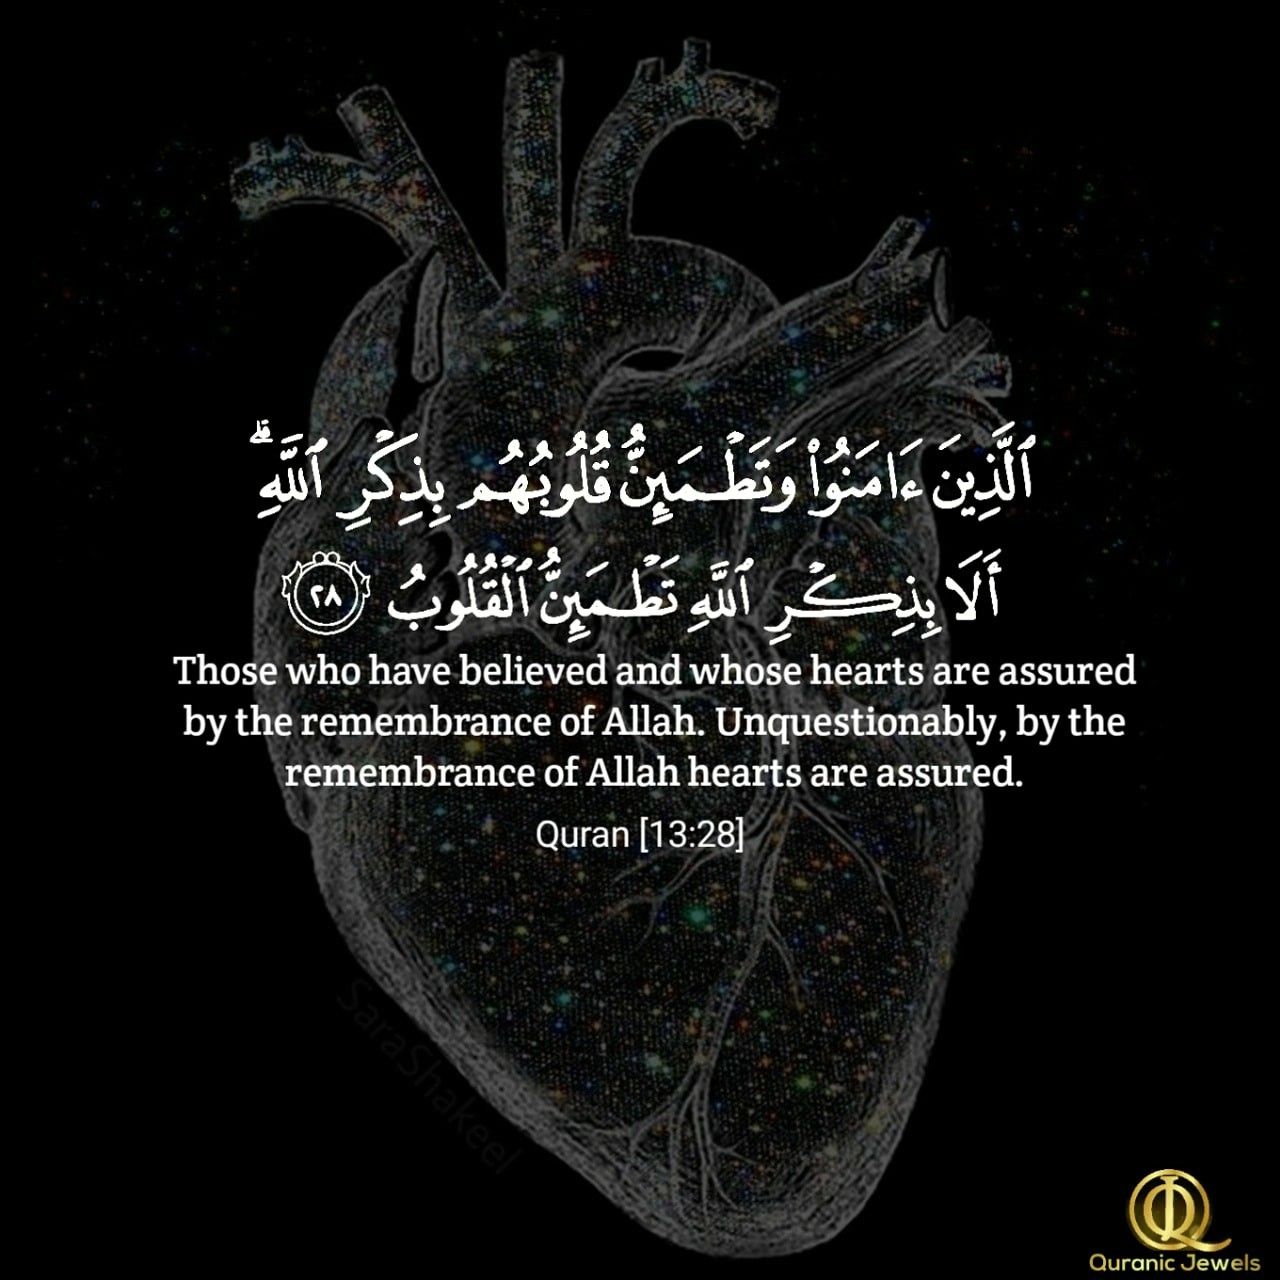 ٱلَّذِينَ ءَامَنُوا۟ وَتَطْمَئِنُّ قُلُوبُهُم بِذِكْرِ ٱللَّهِ ۗ
أَلَا بِذِكْرِ ٱللَّهِ تَطْمَئِنُّ ٱلْقُلُوبُ ٢٨
Those who have believed and whose hearts are assured
by the remembrance of Allah. Unquestionably, by the
remembrance of Allah hearts are assured.
Quran [13:28]
SaraShakeel
Quranic Jewels